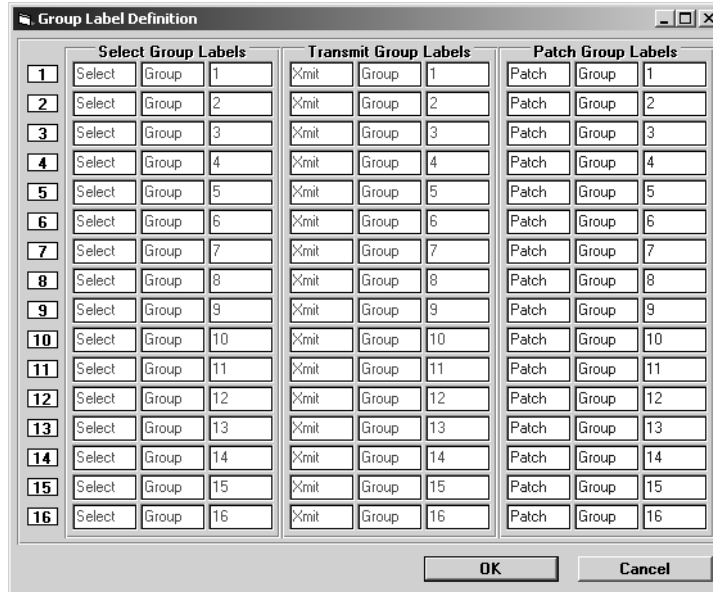 Group Label Definition
Select Group Labels Transmit Group Labels Patch Group Labels
1 Select Group 1 Xmit Group 1 Patch Group 1
2 Select Group 2 Xmit Group 2 Patch Group 2
3 Select Group 3 Xmit Group 3 Patch Group 3
4 Select Group 4 Xmit Group 4 Patch Group 4
5 Select Group 5 Xmit Group 5 Patch Group 5
6 Select Group 6 Xmit Group 6 Patch Group 6
7 Select Group 7 Xmit Group 7 Patch Group 7
8 Select Group 8 Xmit Group 8 Patch Group 8
9 Select Group 9 Xmit Group 9 Patch Group 9
10 Select Group 10 Xmit Group 10 Patch Group 10
11 Select Group 11 Xmit Group 11 Patch Group 11
12 Select Group 12 Xmit Group 12 Patch Group 12
13 Select Group 13 Xmit Group 13 Patch Group 13
14 Select Group 14 Xmit Group 14 Patch Group 14
15 Select Group 15 Xmit Group 15 Patch Group 15
16 Select Group 16 Xmit Group 16 Patch Group 16
OK Cancel